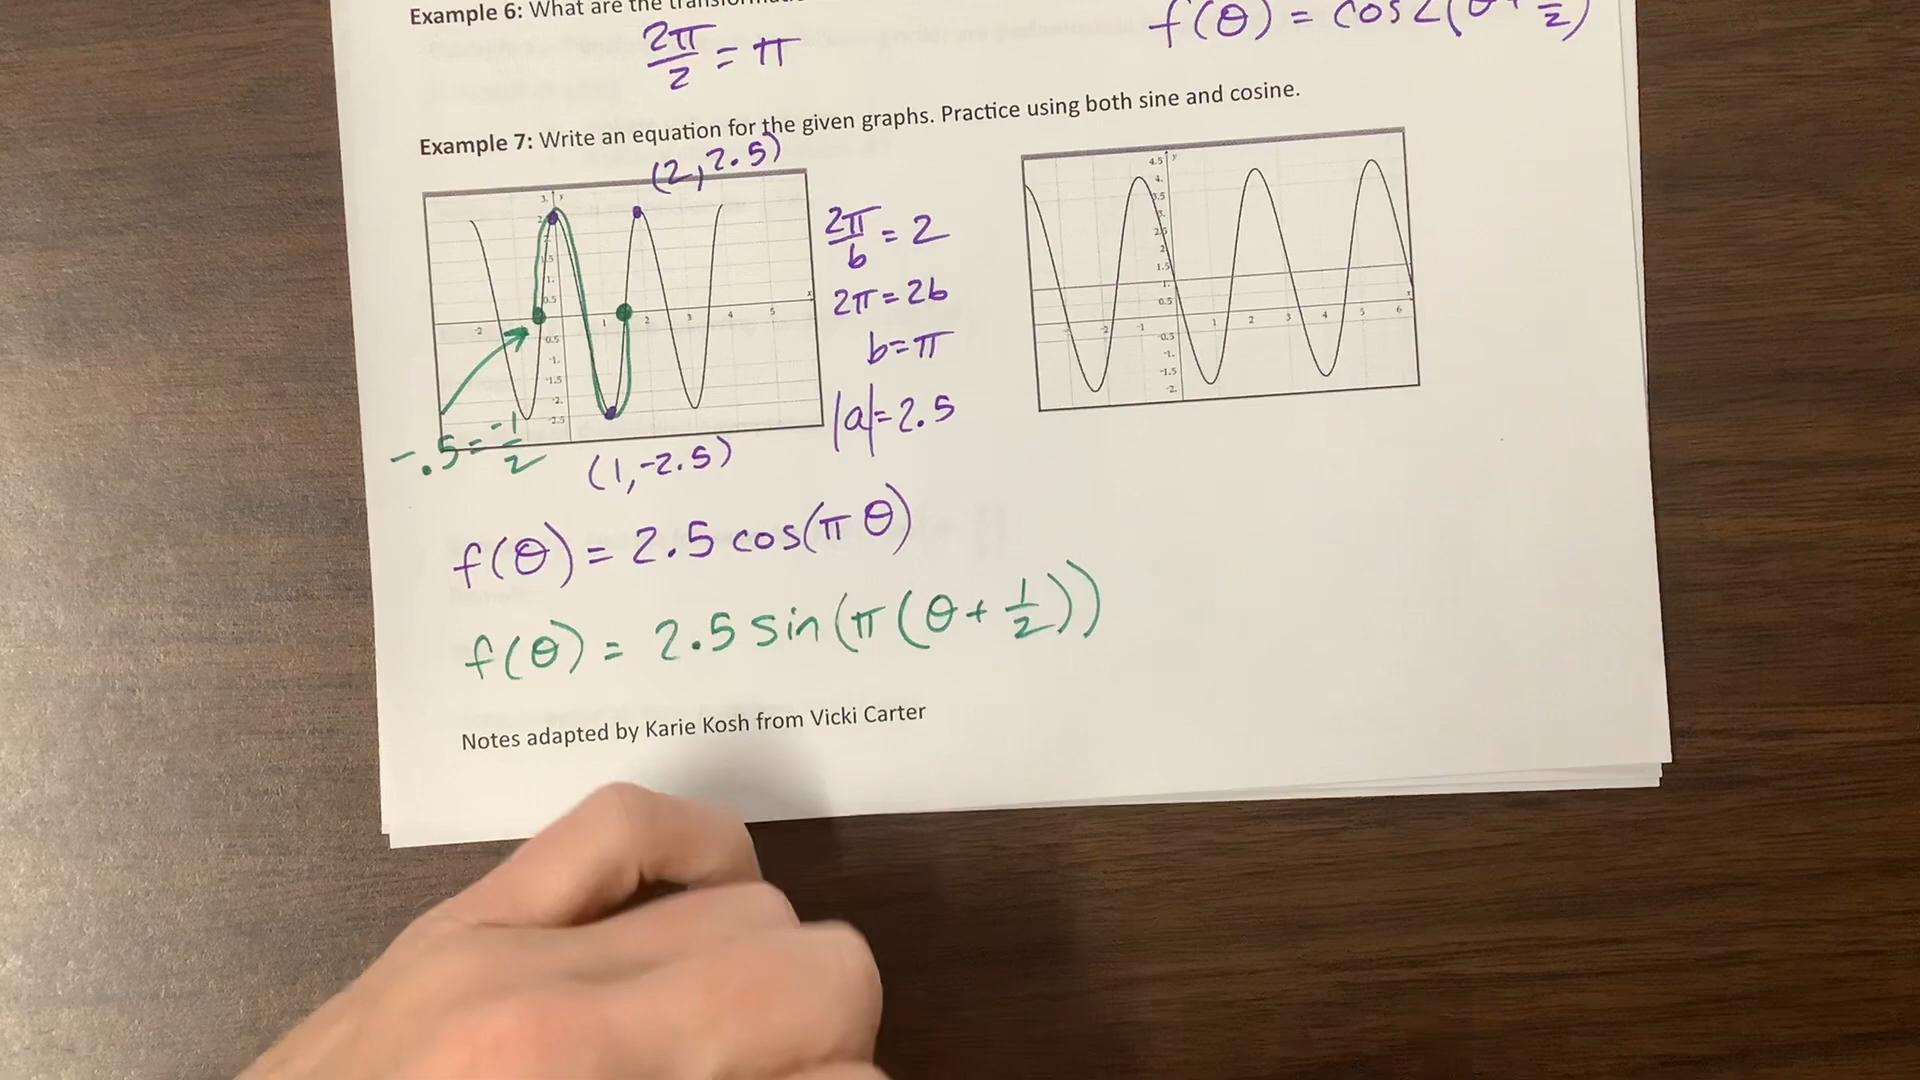 Example 6: What are the
2π/2 = π
f(θ) = cos 2(θ + /2)
Example 7: Write an equation for the given graphs. Practice using both sine and cosine.
(2, 2.5)
2π/b = 2
2π = 2b
b = π
|a| = 2.5
-.5 = -1/2
(1, -2.5)
f(θ) = 2.5 cos(π θ)
f(θ) = 2.5 sin(π(θ + 1/2))
Notes adapted by Karie Kosh from Vicki Carter